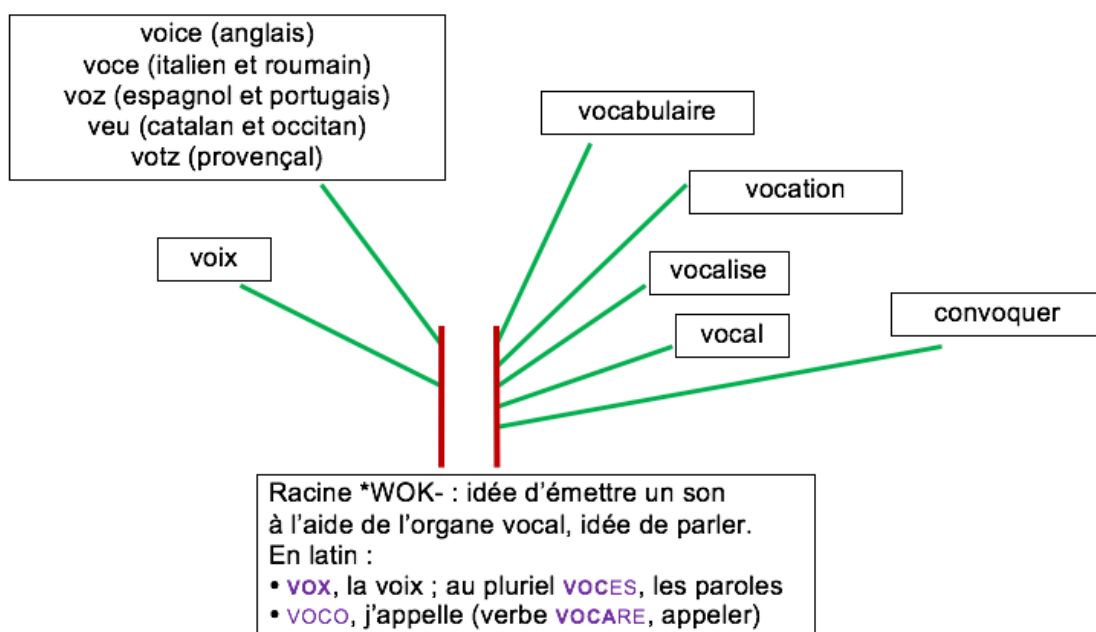 voice (anglais)
voce (italien et roumain)
voz (espagnol et portugais)
veu (catalan et occitan)
votz (provençal)
vocabulaire
vocation
voix
vocalise
convoquer
vocal
Racine *WOK- : idée d’émettre un son
à l’aide de l’organe vocal, idée de parler.
En latin :
• VOX, la voix ; au pluriel VOCES, les paroles
• VOCO, j'appelle (verbe VOCARE, appeler)